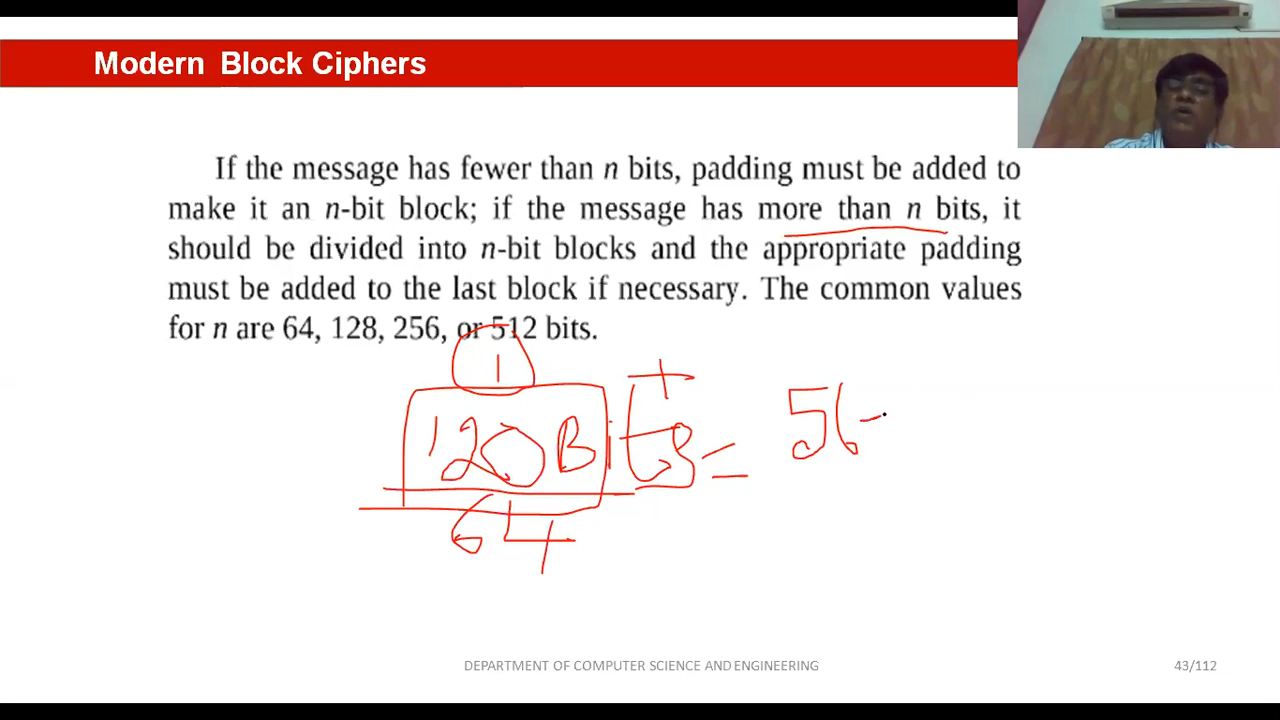 Modern Block Ciphers
If the message has fewer than n bits, padding must be added to
make it an n-bit block; if the message has more than n bits, it
should be divided into n-bit blocks and the appropriate padding
must be added to the last block if necessary. The common values
for n are 64, 128, 256, or 512 bits.
1
120 Bits = 56
64
DEPARTMENT OF COMPUTER SCIENCE AND ENGINEERING
43/112